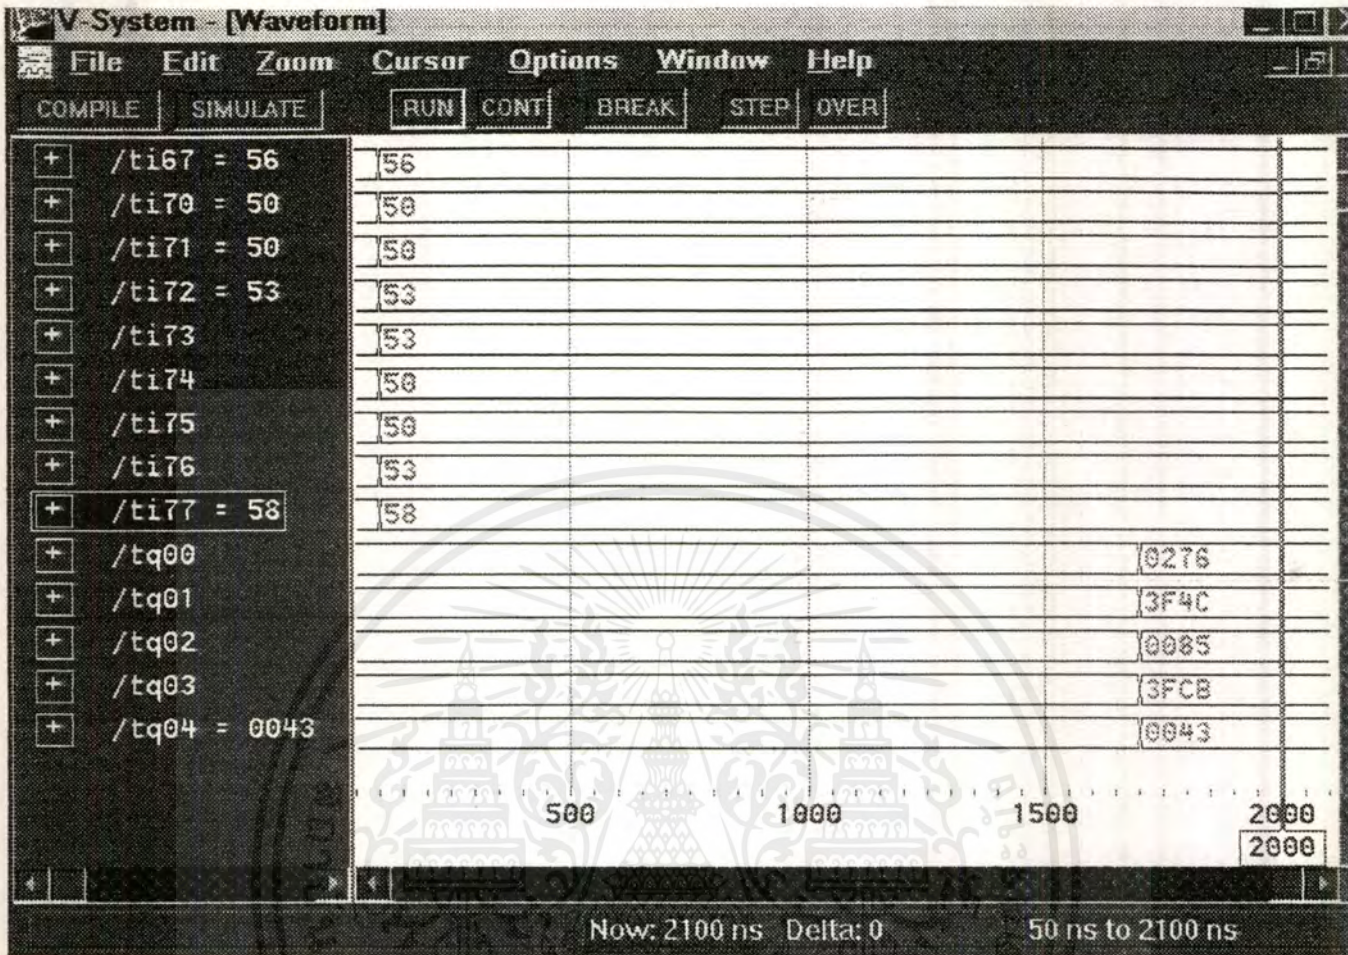 V-System - [Waveform]
File Edit Zoom Cursor Options Window Help
COMPILE SIMULATE RUN CONT BREAK STEP OVER
+ /ti67 = 56 56
+ /ti70 = 50 50
+ /ti71 = 50 50
+ /ti72 = 53 53
+ /ti73 53
+ /ti74 50
+ /ti75 50
+ /ti76 53
+ /ti77 = 58 58
+ /tq00 0276
+ /tq01 3F4C
+ /tq02 0085
+ /tq03 3FCB
+ /tq04 = 0043 0043
500 1000 1500 2000
2000
Now: 2100 ns Delta: 0 50 ns to 2100 ns